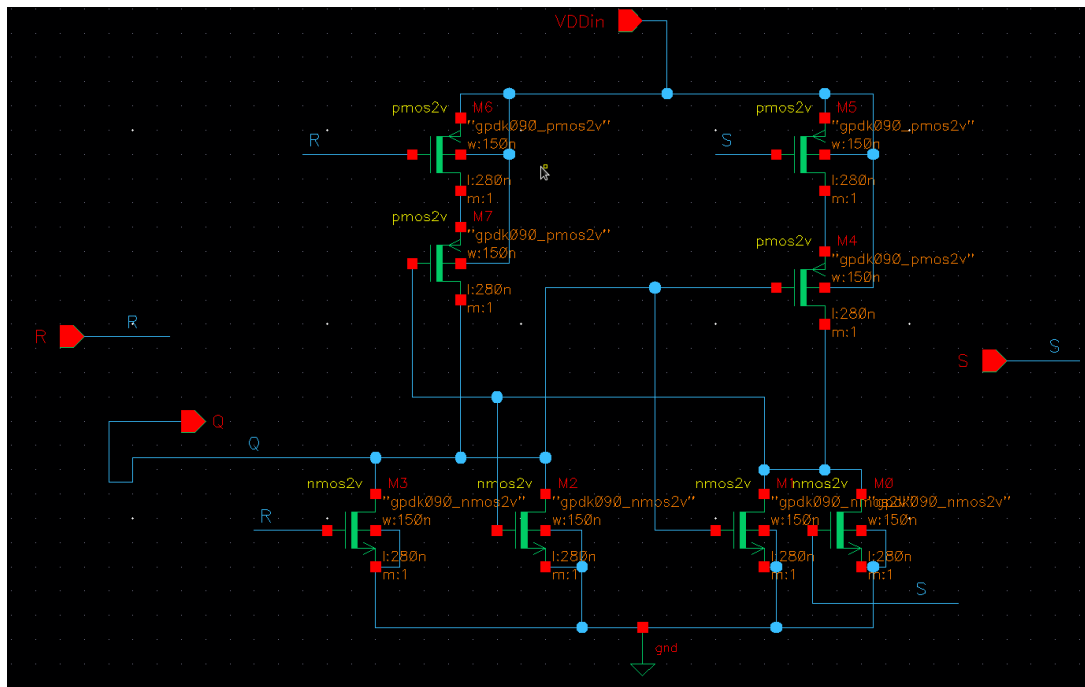 VDDin
pmos2v
M6
"gpdk090_pmos2v"
w:150n
l:280n
m:1
R
pmos2v
M5
"gpdk090_pmos2v"
w:150n
l:280n
m:1
S
pmos2v
M7
"gpdk090_pmos2v"
w:150n
l:280n
m:1
pmos2v
M4
"gpdk090_pmos2v"
w:150n
l:280n
m:1
R
R
S
S
Q
Q
nmos2v
M3
"gpdk090_nmos2v"
w:150n
l:280n
m:1
R
nmos2v
M2
"gpdk090_nmos2v"
w:150n
l:280n
m:1
nmos2v
w:150n
l:280n
m:1
nmos2v
M0
w:150n
l:280n
m:1
S
gnd